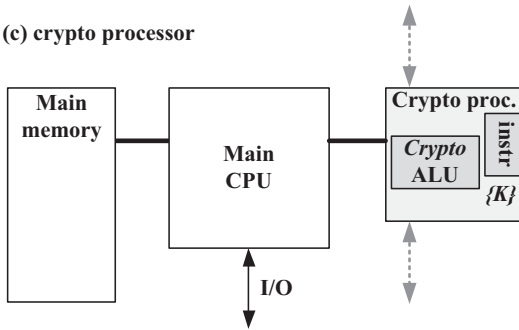 (c) crypto processor
Main
memory
Main
CPU
Crypto proc.
Crypto
ALU
instr
{K}
I/O